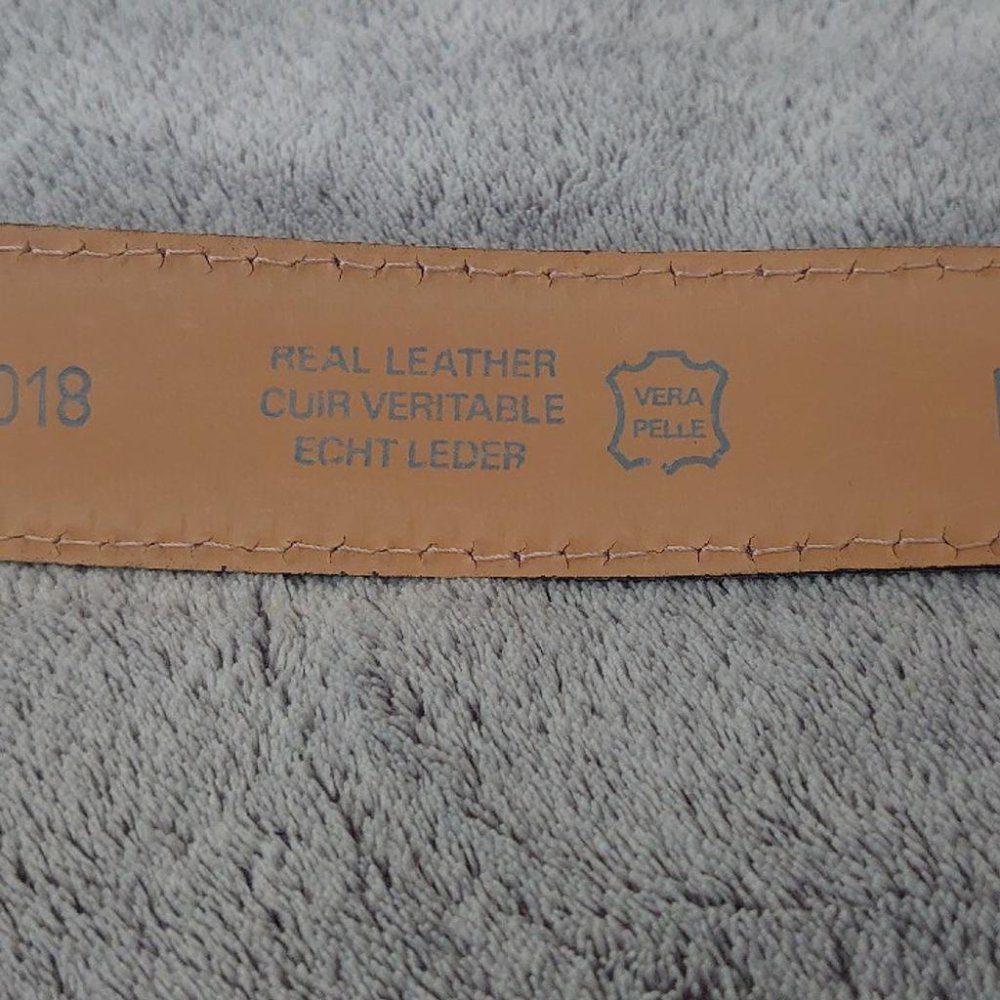 018
REAL LEATHER
CUIR VERITABLE
ECHT LEDER
VERA
PELLE